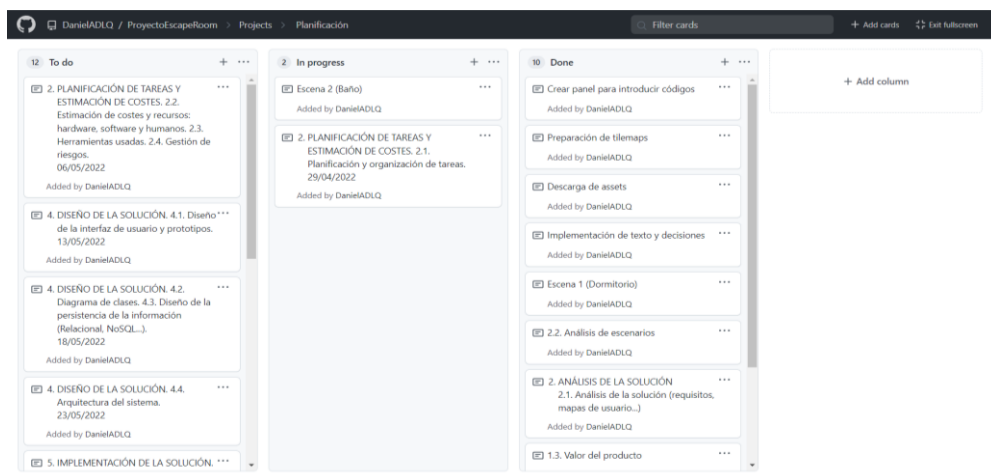 DanielADLQ / ProyectoEscapeRoom > Projects > Planificación
Filter cards
+ Add cards
Exit fullscreen
12 To do
2. PLANIFICACIÓN DE TAREAS Y
ESTIMACIÓN DE COSTES. 2.2.
Estimación de costes y recursos:
hardware, software y humanos. 2.3.
Herramientas usadas. 2.4. Gestión de
riesgos.
06/05/2022
Added by DanielADLQ
4. DISEÑO DE LA SOLUCIÓN. 4.1. Diseño
de la interfaz de usuario y prototipos.
13/05/2022
Added by DanielADLQ
4. DISEÑO DE LA SOLUCIÓN. 4.2.
Diagrama de clases. 4.3. Diseño de la
persistencia de la información
(Relacional, NoSQL...).
18/05/2022
Added by DanielADLQ
4. DISEÑO DE LA SOLUCIÓN. 4.4.
Arquitectura del sistema.
23/05/2022
Added by DanielADLQ
5. IMPLEMENTACIÓN DE LA SOLUCIÓN.
2 In progress
Escena 2 (Baño)
Added by DanielADLQ
2. PLANIFICACIÓN DE TAREAS Y
ESTIMACIÓN DE COSTES. 2.1.
Planificación y organización de tareas.
29/04/2022
Added by DanielADLQ
10 Done
Crear panel para introducir códigos
Added by DanielADLQ
Preparación de tilemaps
Added by DanielADLQ
Descarga de assets
Added by DanielADLQ
Implementación de texto y decisiones
Added by DanielADLQ
Escena 1 (Dormitorio)
Added by DanielADLQ
2.2. Análisis de escenarios
Added by DanielADLQ
2. ANÁLISIS DE LA SOLUCIÓN
2.1. Análisis de la solución (requisitos,
mapas de usuario...)
Added by DanielADLQ
1.3. Valor del producto
+ Add column